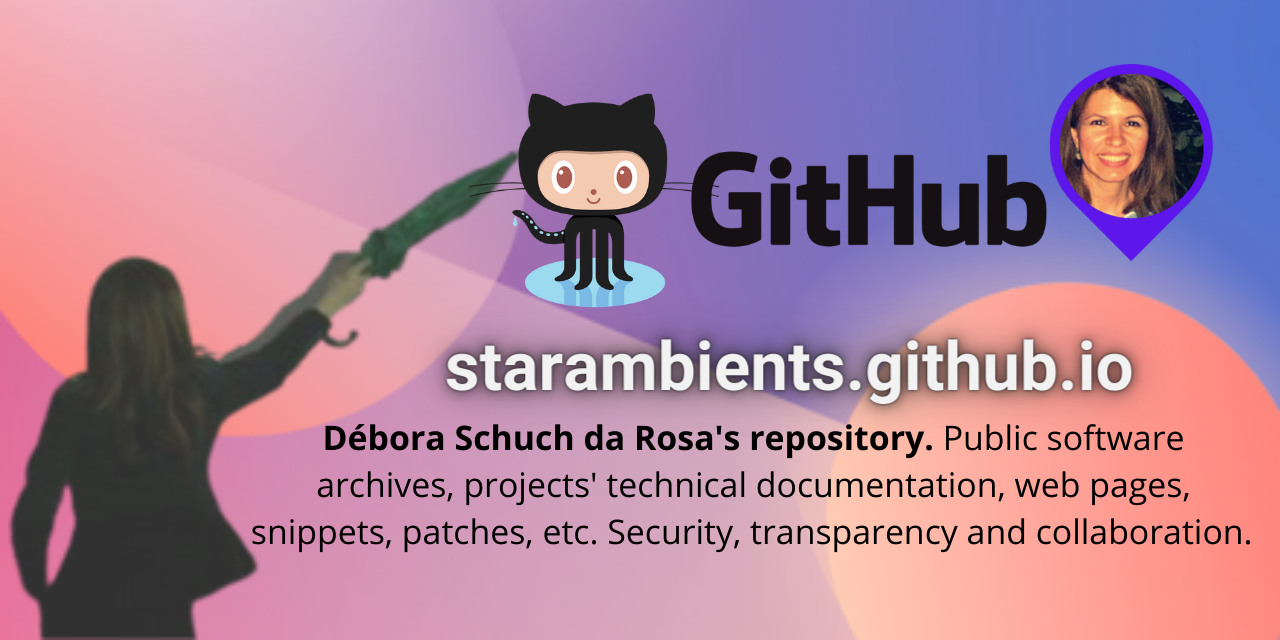 GitHub
starambients.github.io
Débora Schuch da Rosa's repository. Public software
archives, projects' technical documentation, web pages,
snippets, patches, etc. Security, transparency and collaboration.